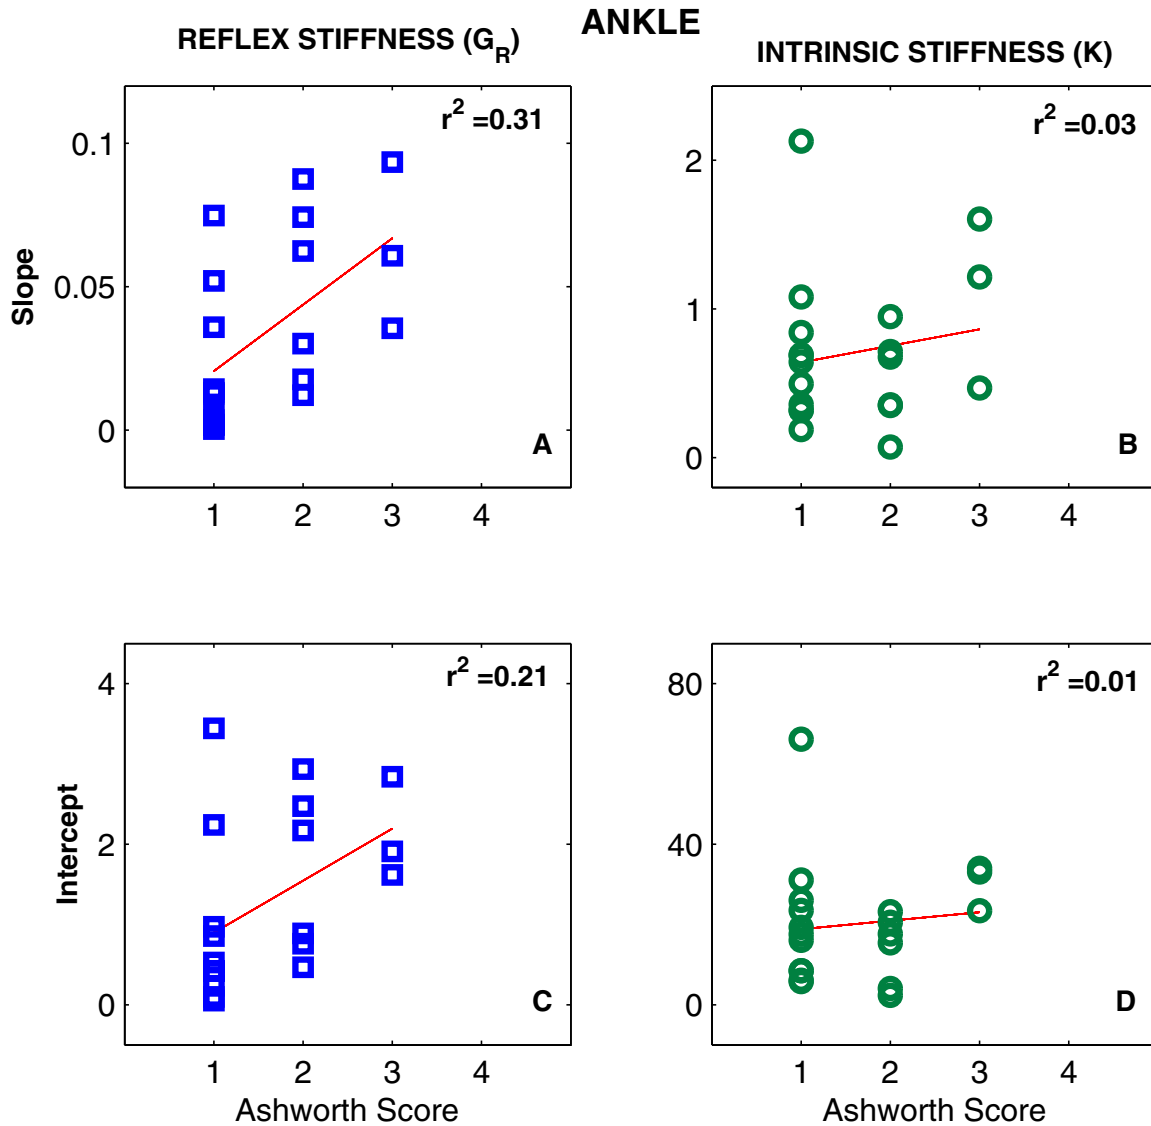 ANKLE
REFLEX STIFFNESS (G_R)
INTRINSIC STIFFNESS (K)
r² =0.31
0.1
0.05
0
Slope
A
1 2 3 4
r² =0.03
2
1
0
B
1 2 3 4
r² =0.21
4
2
0
Intercept
C
1 2 3 4
Ashworth Score
r² =0.01
80
40
0
D
1 2 3 4
Ashworth Score